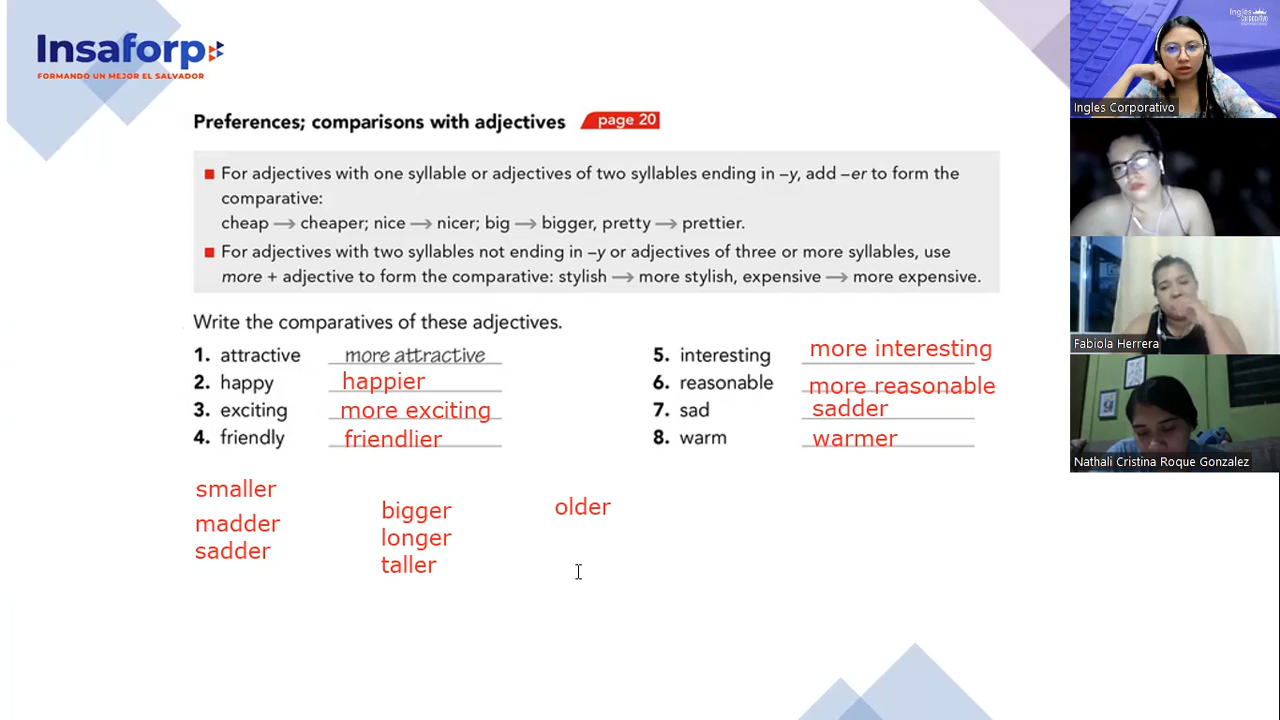 Insaforp
FORMANDO UN MEJOR EL SALVADOR
Preferences; comparisons with adjectives page 20
For adjectives with one syllable or adjectives of two syllables ending in –y, add –er to form the
comparative:
cheap → cheaper; nice → nicer; big → bigger, pretty → prettier.
For adjectives with two syllables not ending in –y or adjectives of three or more syllables, use
more + adjective to form the comparative: stylish → more stylish, expensive → more expensive.
Write the comparatives of these adjectives.
1. attractive more attractive
2. happy happier
3. exciting more exciting
4. friendly friendlier
5. interesting more interesting
6. reasonable more reasonable
7. sad sadder
8. warm warmer
smaller
madder
sadder
bigger
longer
taller
older
Ingles Corporativo
Fabiola Herrera
Nathali Cristina Roque Gonzalez